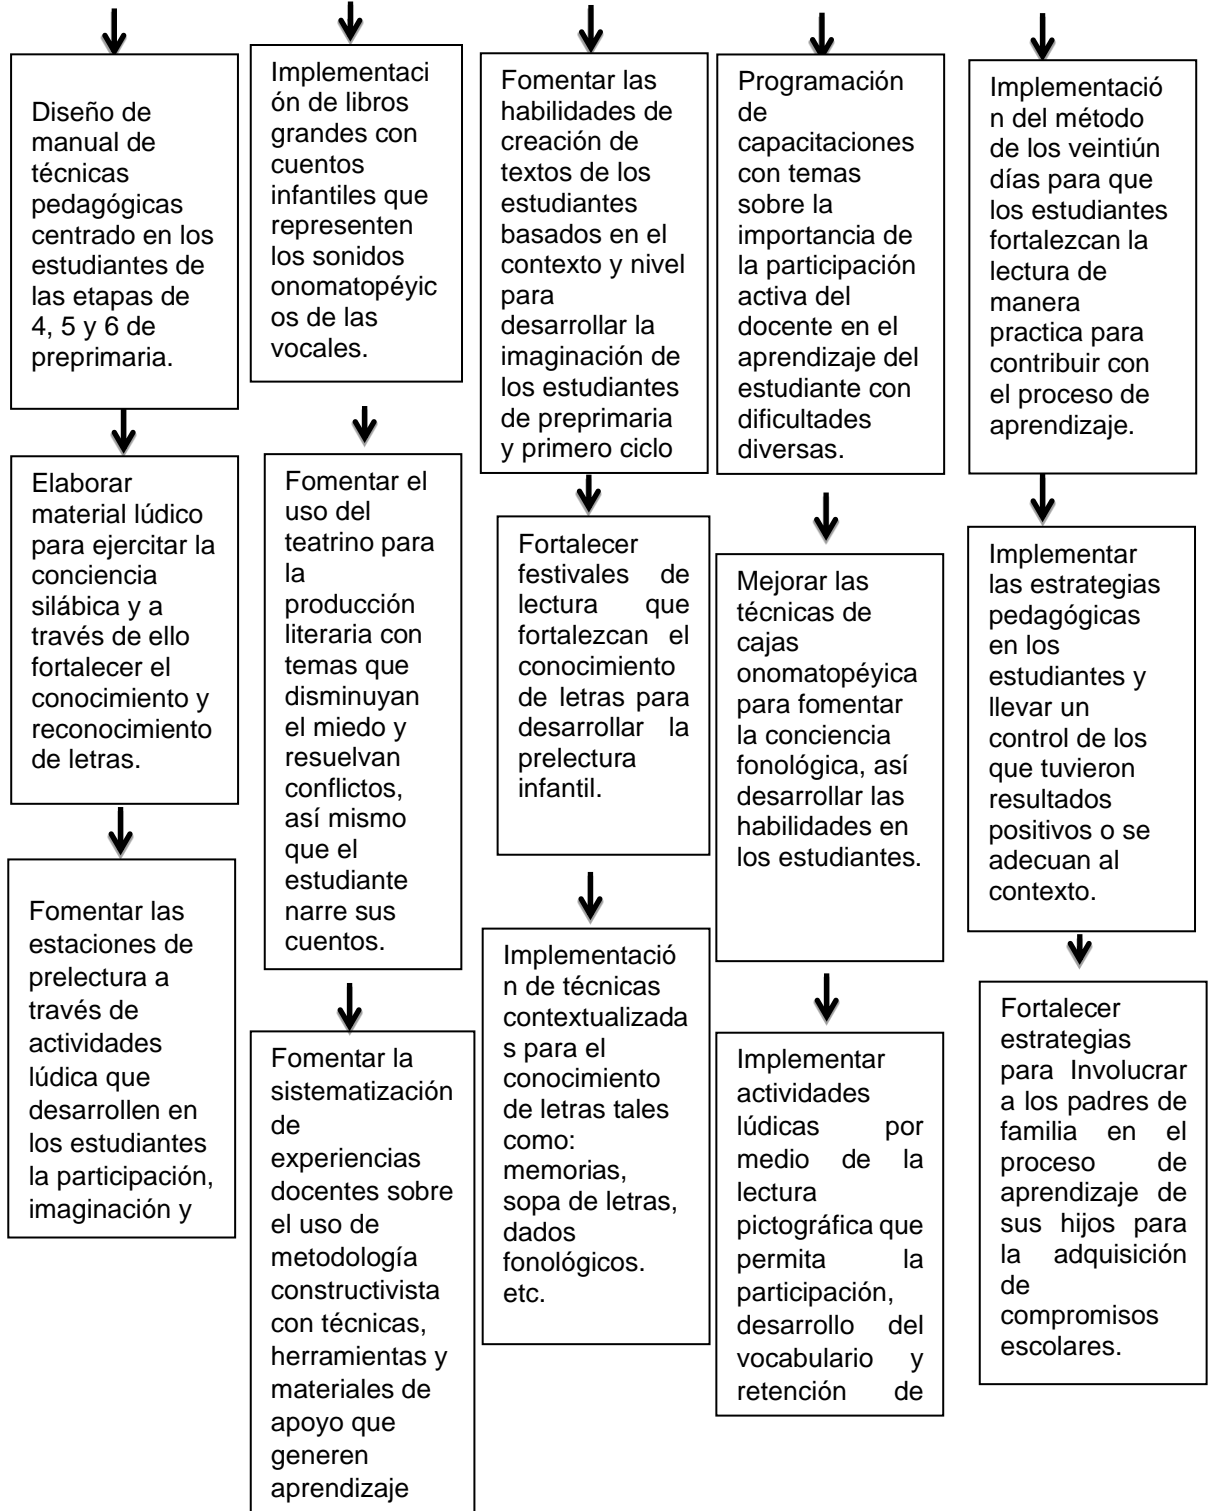 Diseño de
manual de
técnicas
pedagógicas
centrado en los
estudiantes de
las etapas de
4, 5 y 6 de
preprimaria.
Elaborar
material lúdico
para ejercitar la
conciencia
silábica y a
través de ello
fortalecer el
conocimiento y
reconocimiento
de letras.
Fomentar las
estaciones de
prelectura a
través de
actividades
lúdica que
desarrollen en
los estudiantes
la participación,
imaginación y
Implementaci
ón de libros
grandes con
cuentos
infantiles que
representen
los sonidos
onomatopéyic
os de las
vocales.
Fomentar el
uso del
teatrino para
la
producción
literaria con
temas que
disminuyan
el miedo y
resuelvan
conflictos,
así mismo
que el
estudiante
narre sus
cuentos.
Fomentar la
sistematización
de
experiencias
docentes sobre
el uso de
metodología
constructivista
con técnicas,
herramientas y
materiales de
apoyo que
generen
aprendizaje
Fomentar las
habilidades de
creación de
textos de los
estudiantes
basados en el
contexto y nivel
para
desarrollar la
imaginación de
los estudiantes
de preprimaria
y primero ciclo
Fortalecer
festivales de
lectura que
fortalezcan el
conocimiento
de letras para
desarrollar la
prelectura
infantil.
Implementació
n de técnicas
contextualizada
s para el
conocimiento
de letras tales
como:
memorias,
sopa de letras,
dados
fonológicos.
etc.
Programación
de
capacitaciones
con temas
sobre la
importancia de
la participación
activa del
docente en el
aprendizaje del
estudiante con
dificultades
diversas.
Mejorar las
técnicas de
cajas
onomatopéyica
para fomentar
la conciencia
fonológica, así
desarrollar las
habilidades en
los estudiantes.
Implementar
actividades
lúdicas por
medio de la
lectura
pictográfica que
permita la
participación,
desarrollo del
vocabulario y
retención de
Implementació
n del método
de los veintiún
días para que
los estudiantes
fortalezcan la
lectura de
manera
practica para
contribuir con
el proceso de
aprendizaje.
Implementar
las estrategias
pedagógicas
en los
estudiantes y
llevar un
control de los
que tuvieron
resultados
positivos o se
adecuan al
contexto.
Fortalecer
estrategias
para Involucrar
a los padres de
familia en el
proceso de
aprendizaje de
sus hijos para
la adquisición
de
compromisos
escolares.